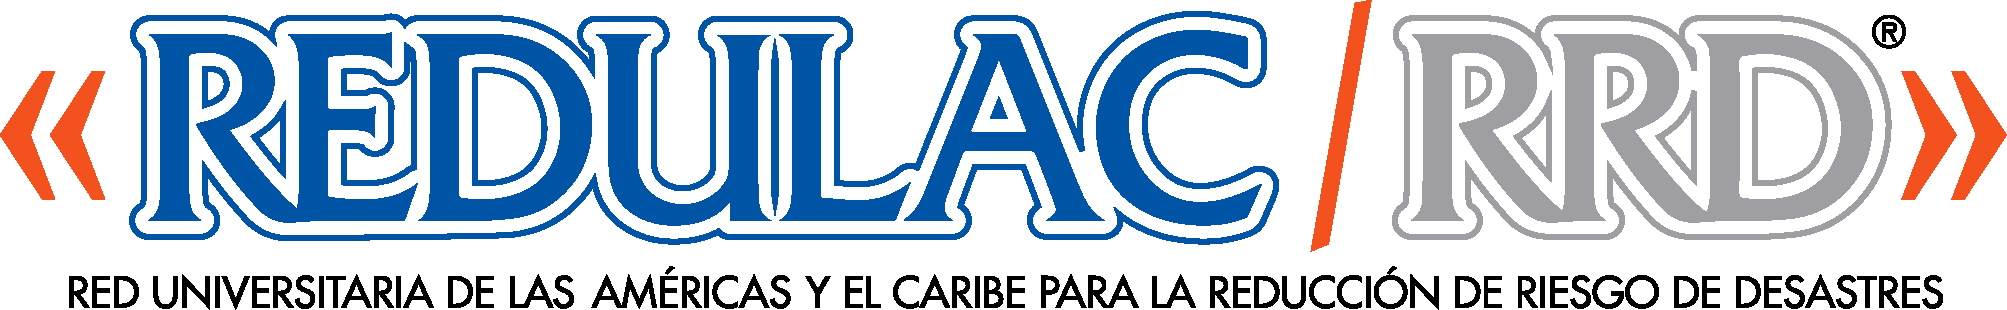 «REDULAC/RRD®»
RED UNIVERSITARIA DE LAS AMÉRICAS Y EL CARIBE PARA LA REDUCCIÓN DE RIESGO DE DESASTRES